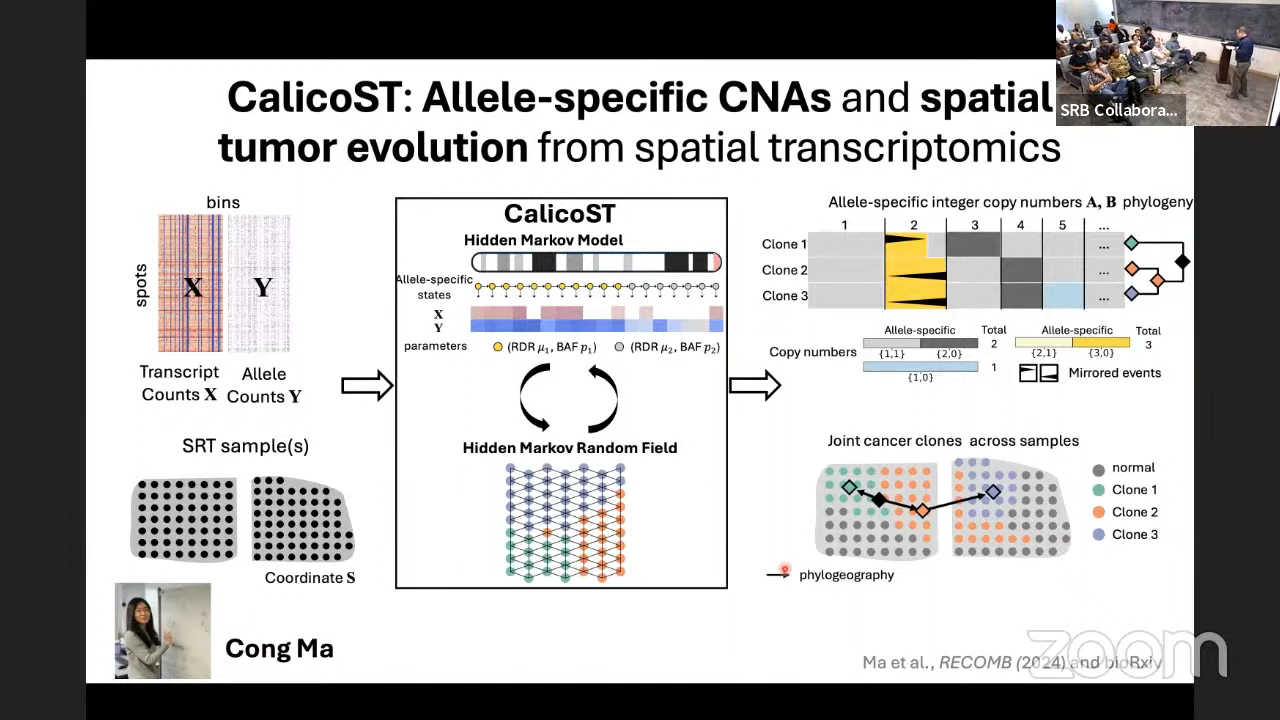 SRB Collabora...
CalicoST: Allele-specific CNAs and spatial
tumor evolution from spatial transcriptomics
bins
spots
X
Y
Transcript
Counts X
Allele
Counts Y
SRT sample(s)
Coordinate S
Cong Ma
CalicoST
Hidden Markov Model
Allele-specific
states
X
Y
parameters
(RDR μ₁, BAF p₁)
(RDR μ₂, BAF p₂)
Hidden Markov Random Field
Allele-specific integer copy numbers A, B phylogeny
1 2 3 4 5 ...
Clone 1 ...
Clone 2 ...
Clone 3 ...
Allele-specific Total
Copy numbers
{1,1} {2,0} 2
{1,0} 1
Allele-specific Total
{2,1} {3,0} 3
Mirrored events
Joint cancer clones across samples
normal
Clone 1
Clone 2
Clone 3
phylogeography
Ma et al., RECOMB (2024) and bioRxiv
zoom